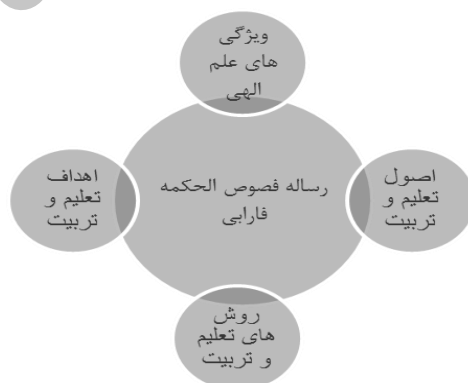 ویژگی
های علم
الهی
اصول
تعلیم و
تربیت
رساله فصوص الحکمه
فارابی
اهداف
تعلیم و
تربیت
روش
های تعلیم
و تربیت